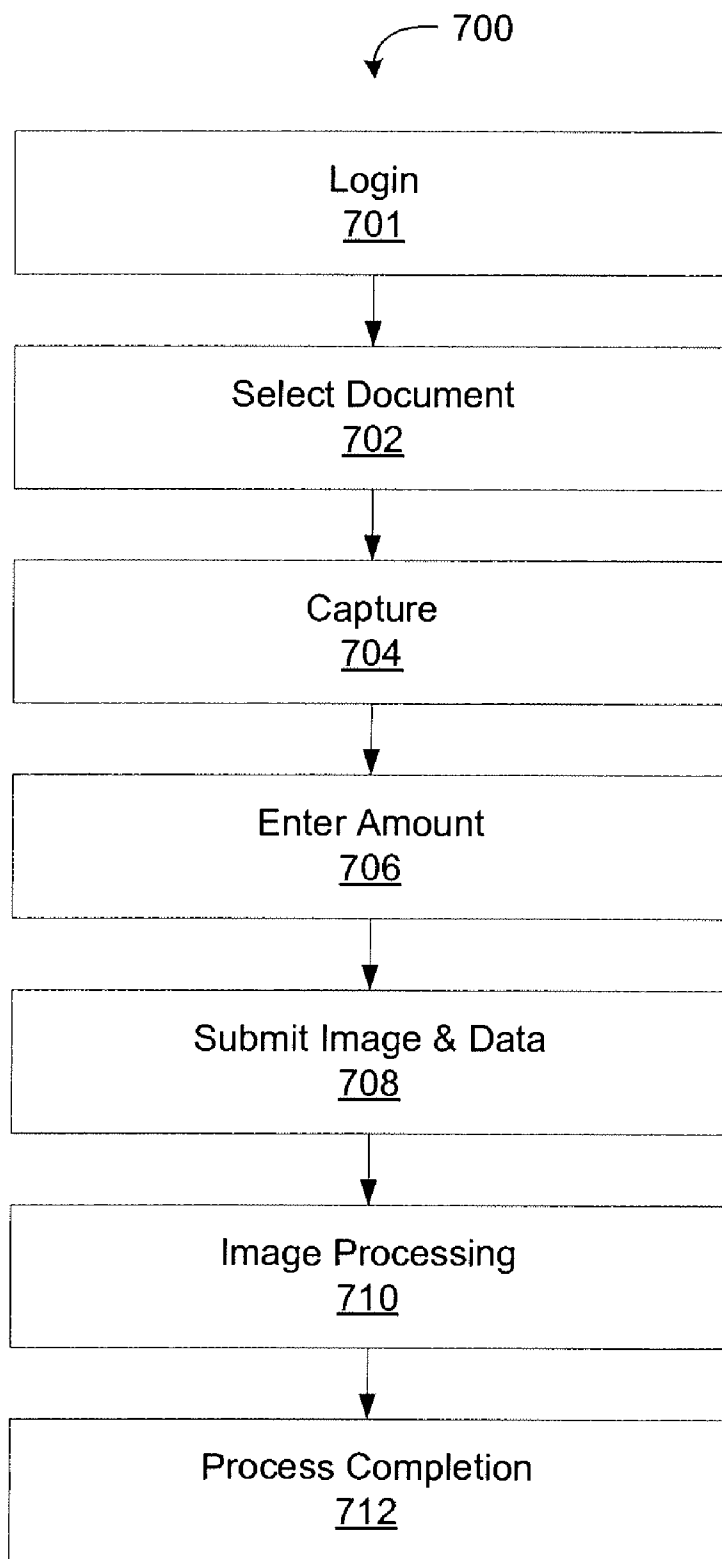 700
Login
701
Select Document
702
Capture
704
Enter Amount
706
Submit Image & Data
708
Image Processing
710
Process Completion
712